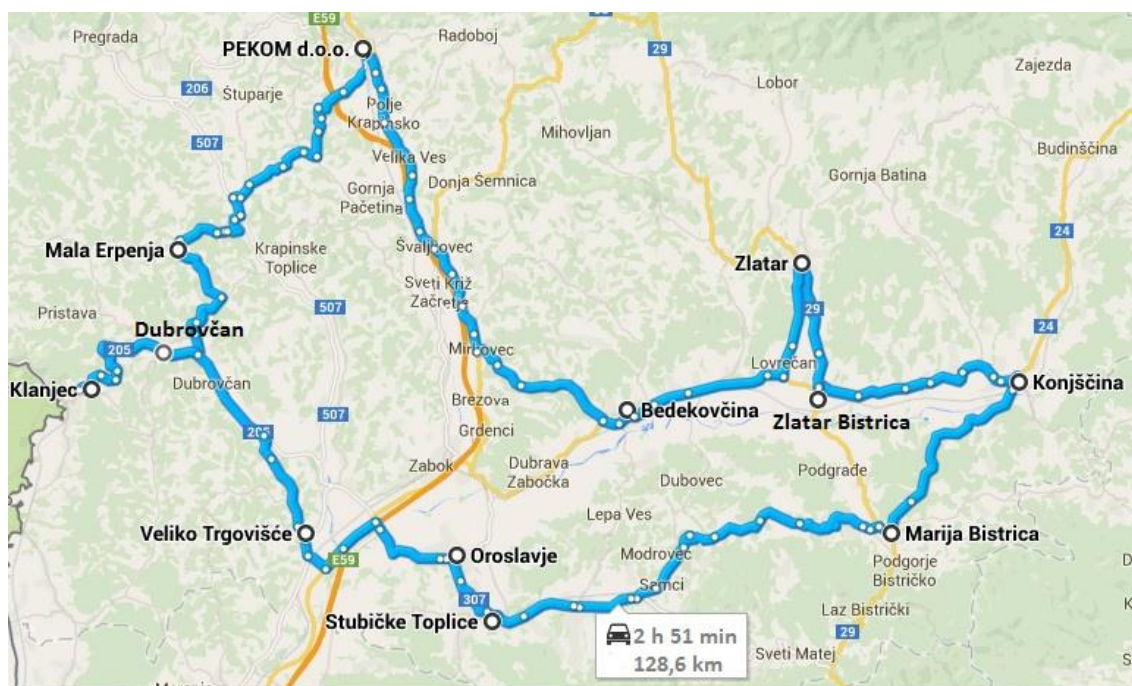 E59
29
Pregrada
PEKOM d.o.o.
Radoboj
Zajezda
Lobor
206
Štuparje
Polje
Krapinsko
Mihovljan
507
Budinščina
Velika Ves
Donja Šemnica
Gornja Batina
Gornja
Pačetina
24
Mala Erpenja
Krapinske
Toplice
Švaljkovec
Zlatar
Sveti Križ
Začretje
Pristava
507
29
24
Dubrovčan
205
Mirkovec
Lovrečan
Klanjec
Dubrovčan
Konjščina
Brezova
Bedekovčina
Zlatar Bistrica
507
205
Grdenci
Zabok
Dubrava
Zabočka
Dubovec
Podgrađe
Lepa Ves
Veliko Trgovišće
Marija Bistrica
E59
Oroslavje
Modrovec
Podgorje
Bistričko
Samci
307
Stubičke Toplice
Laz Bistrički
2 h 51 min
128,6 km
29
Sveti Matej